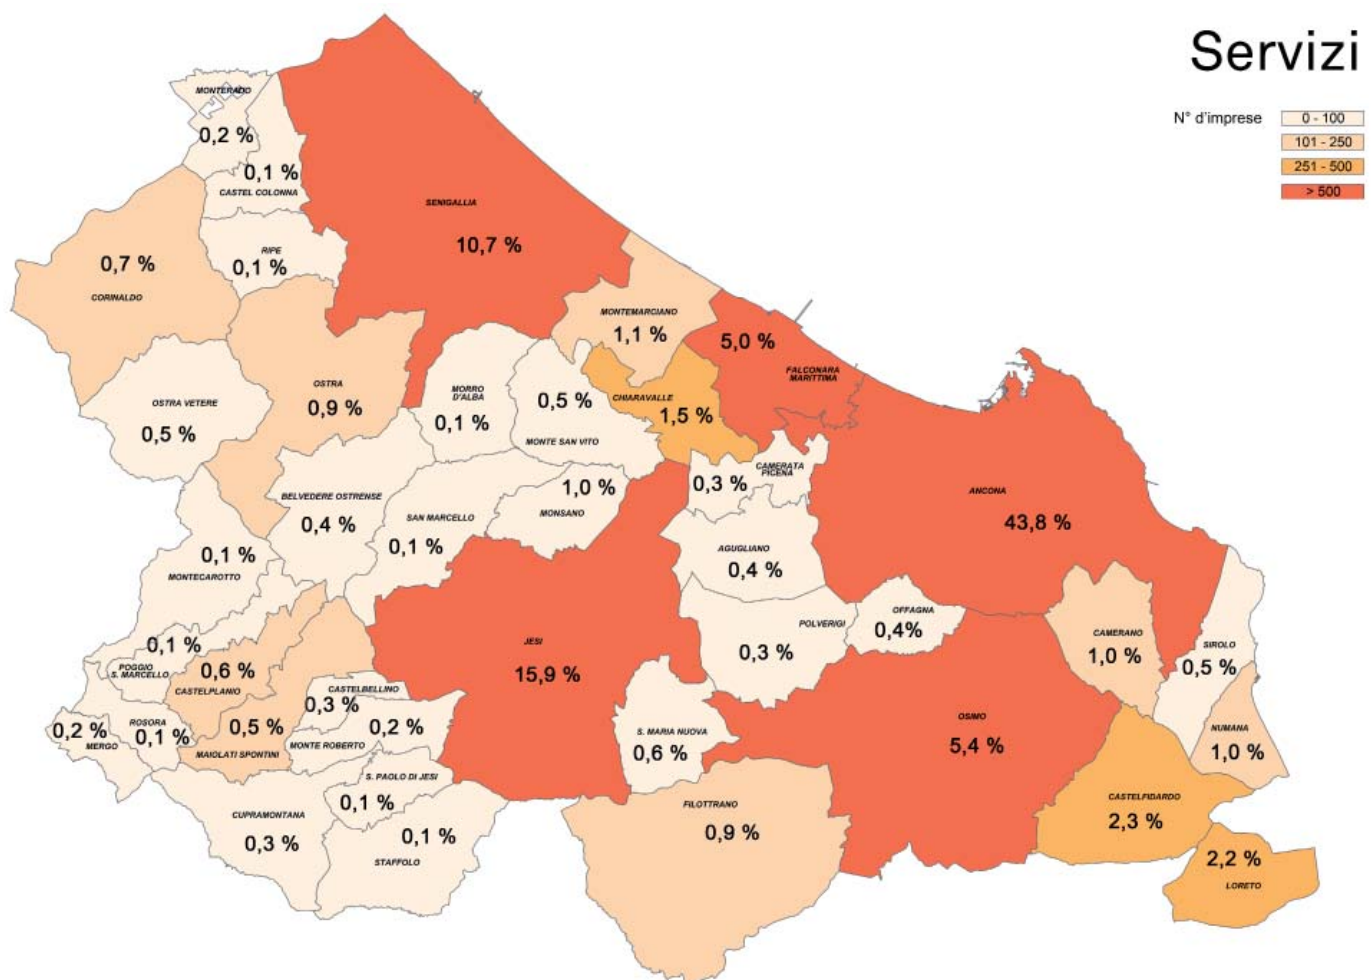 Servizi
N° d'imprese
0 - 100
101 - 250
251 - 500
> 500
MONTERADO
0,2 %
0,1 %
CASTEL COLONNA
SENIGALLIA
10,7 %
RIPE
0,1 %
0,7 %
CORINALDO
MONTEMARCIANO
1,1 %
5,0 %
FALCONARA
MARITTIMA
OSTRA
0,9 %
OSTRA VETERE
0,5 %
MORRO
D'ALBA
0,1 %
0,5 %
MONTE SAN VITO
CHIARAVALLE
1,5 %
CAMERATA
PICENA
0,3 %
ANCONA
43,8 %
BELVEDERE OSTRENSE
0,4 %
SAN MARCELLO
0,1 %
1,0 %
MONSANO
AGUGLIANO
0,4 %
0,1 %
MONTECAROTTO
OFFAGNA
0,4%
POLVERIGI
0,3 %
CAMERANO
1,0 %
SIROLO
0,5 %
JESI
15,9 %
0,1 %
POGGIO
S. MARCELLO
0,6 %
CASTELPLANIO
CASTELBELLINO
0,3 %
0,2 %
MONTE ROBERTO
0,5 %
MAIOLATI SPONTINI
ROSORA
0,1 %
0,2 %
MERGO
S. MARIA NUOVA
0,6 %
OSIMO
5,4 %
NUMANA
1,0 %
S. PAOLO DI JESI
0,1 %
CUPRAMONTANA
0,3 %
0,1 %
STAFFOLO
FILOTTRANO
0,9 %
CASTELFIDARDO
2,3 %
2,2 %
LORETO